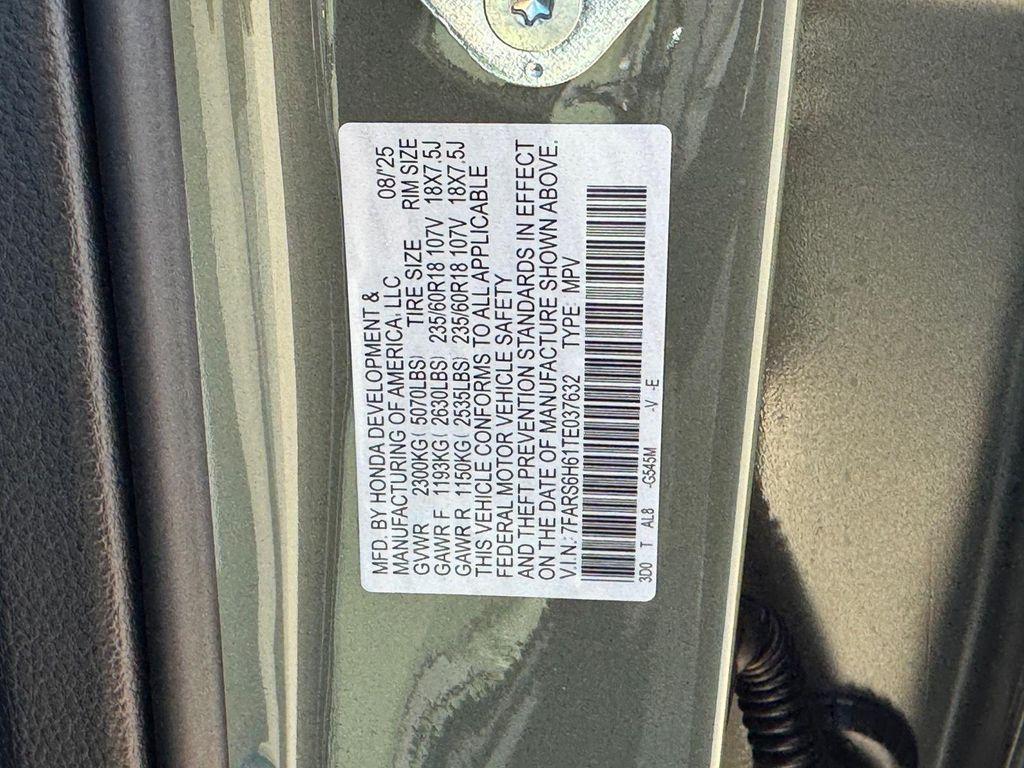 MFD. BY HONDA DEVELOPMENT &
MANUFACTURING OF AMERICA, LLC 08/'25
GVWR 2300KG( 5070LBS) TIRE SIZE RIM SIZE
GAWR F 1193KG( 2630LBS) 235/60R18 107V 18X7.5J
GAWR R 1150KG( 2535LBS) 235/60R18 107V 18X7.5J
THIS VEHICLE CONFORMS TO ALL APPLICABLE
FEDERAL MOTOR VEHICLE SAFETY
AND THEFT PREVENTION STANDARDS IN EFFECT
ON THE DATE OF MANUFACTURE SHOWN ABOVE.
V.I.N.: 7FARS6H61TE037632 TYPE: MPV
3D0 T AL8 -G545M -V -E